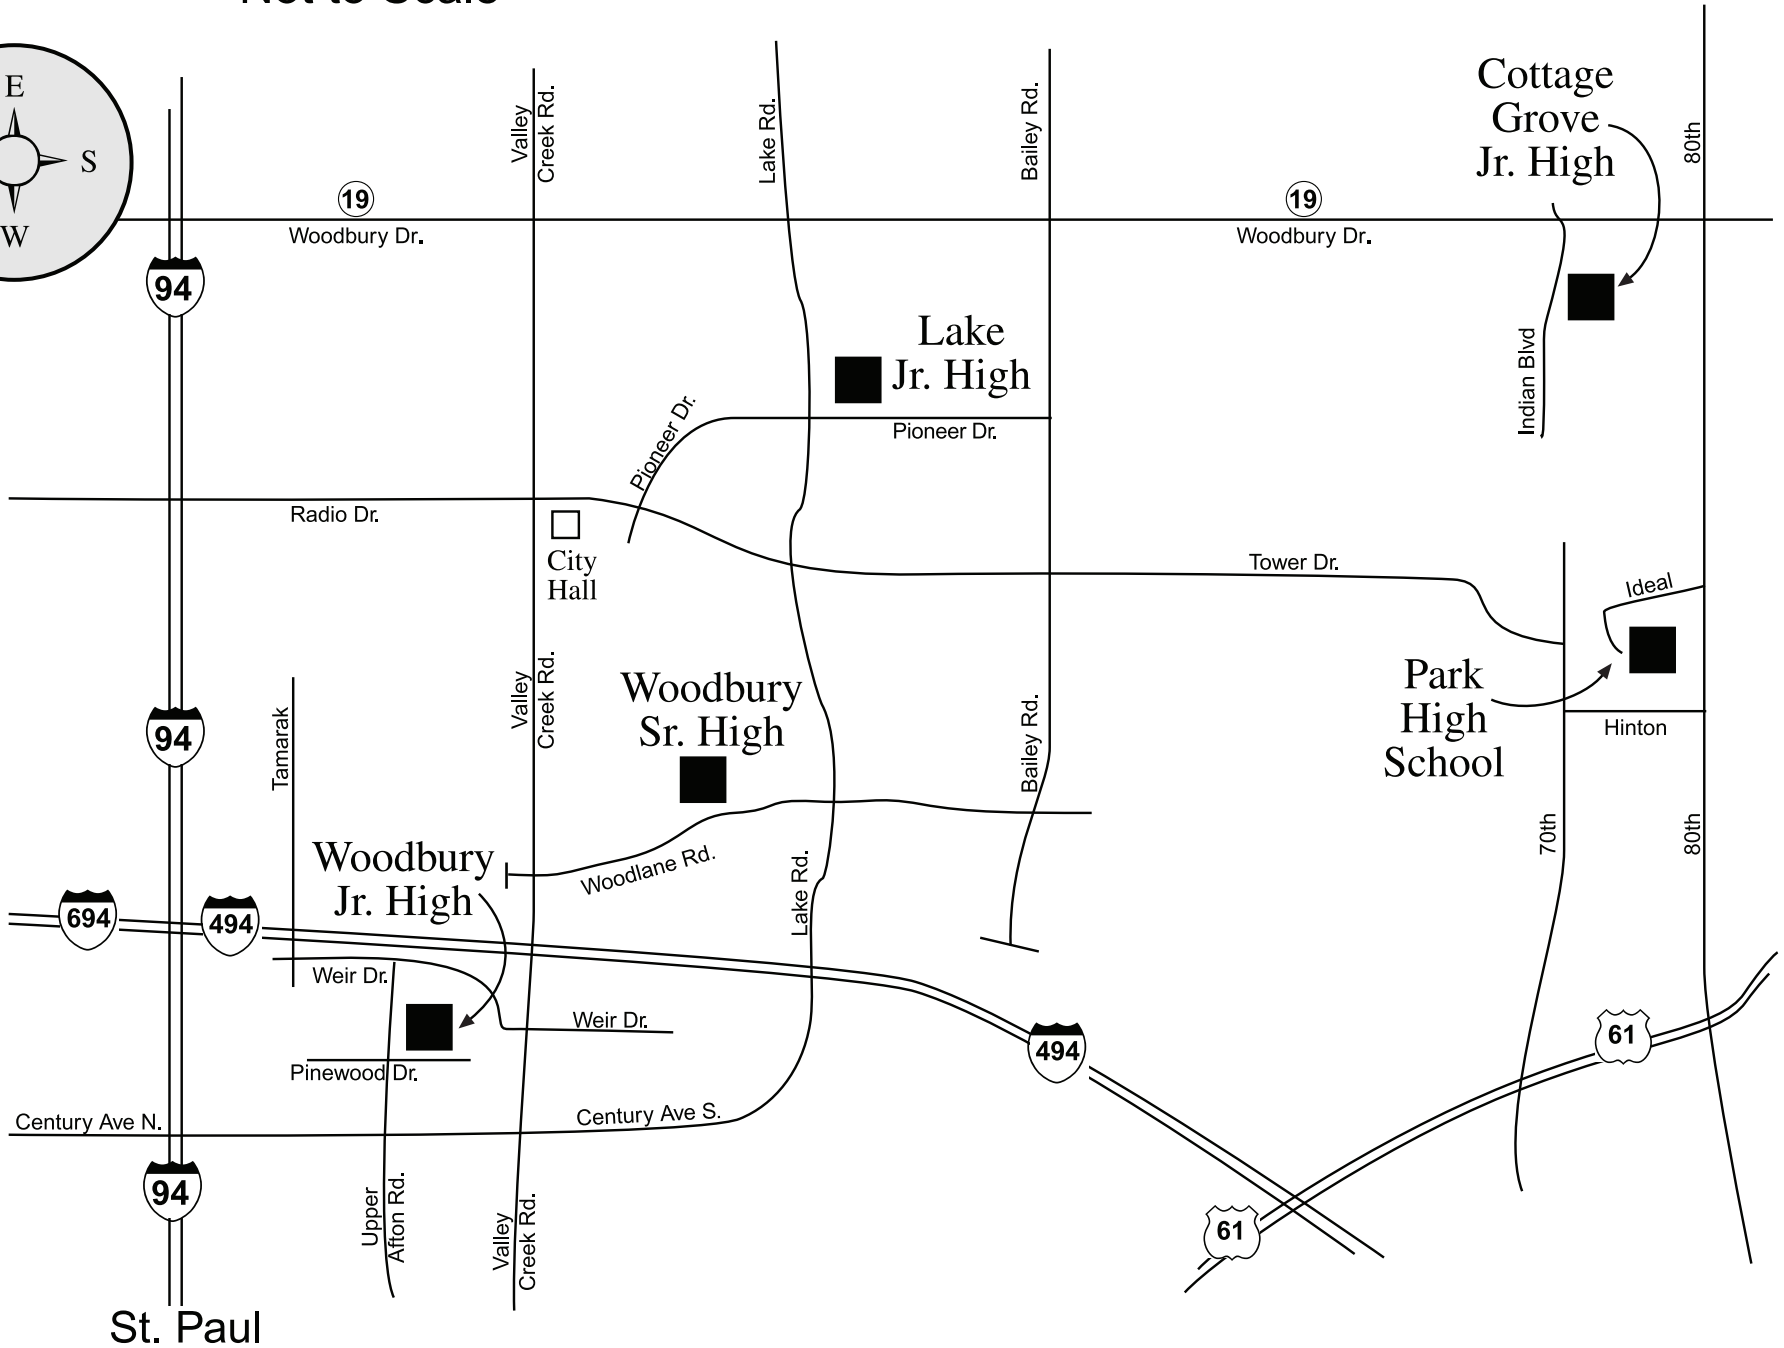 Not to Scale
E
S
W
Cottage
Grove
Jr. High
Valley
Creek Rd.
Lake Rd.
Bailey Rd.
80th
19
Woodbury Dr.
19
Woodbury Dr.
94
Lake
Jr. High
Indian Blvd
Pioneer Dr.
Pioneer Dr.
Radio Dr.
City
Hall
Tower Dr.
Ideal
Woodbury
Sr. High
Valley
Creek Rd.
Tamarak
94
Bailey Rd.
Park
High
School
Hinton
70th
80th
Woodbury
Jr. High
Woodlane Rd.
Lake Rd.
694
494
Weir Dr.
Weir Dr.
494
61
Pinewood Dr.
Century Ave N.
Century Ave S.
94
Upper
Afton Rd.
Valley
Creek Rd.
61
St. Paul